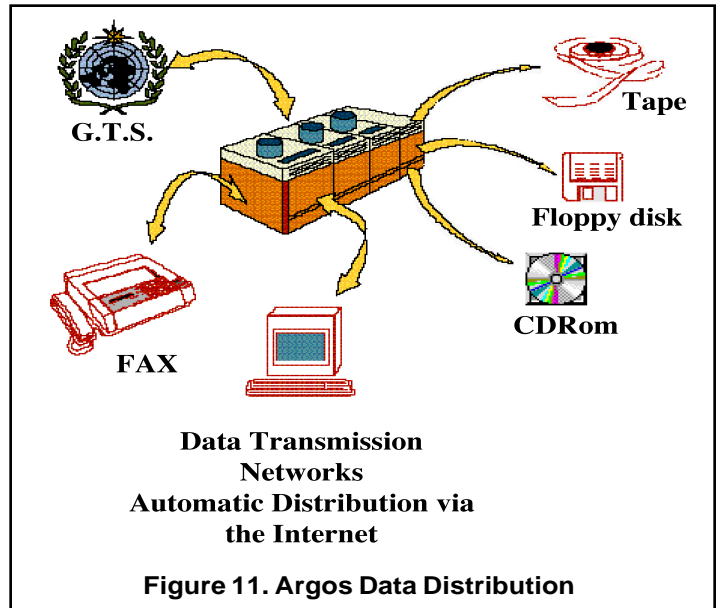 G.T.S.
Tape
Floppy disk
CDRom
FAX
Data Transmission
Networks
Automatic Distribution via
the Internet
Figure 11. Argos Data Distribution